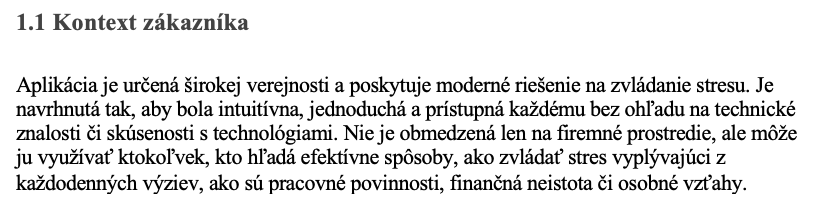 1.1 Kontext zákazníka
Aplikácia je určená širokej verejnosti a poskytuje moderné riešenie na zvládanie stresu. Je
navrhnutá tak, aby bola intuitívna, jednoduchá a prístupná každému bez ohľadu na technické
znalosti či skúsenosti s technológiami. Nie je obmedzená len na firemné prostredie, ale môže
ju využívať ktokoľvek, kto hľadá efektívne spôsoby, ako zvládať stres vyplývajúci z
každodenných výziev, ako sú pracovné povinnosti, finančná neistota či osobné vzťahy.